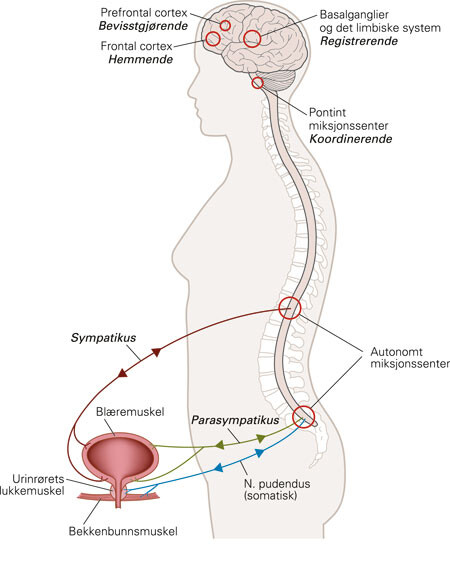 Prefrontal cortex
Bevisstgjørende
Frontal cortex
Hemmende
Basalganglier
og det limbiske system
Registrerende
Pontint
miksjonssenter
Koordinerende
Sympatikus
Autonomt
miksjonssenter
Blæremuskel
Parasympatikus
Urinrørets
lukkemuskel
N. pudendus
(somatisk)
Bekkenbunnsmuskel